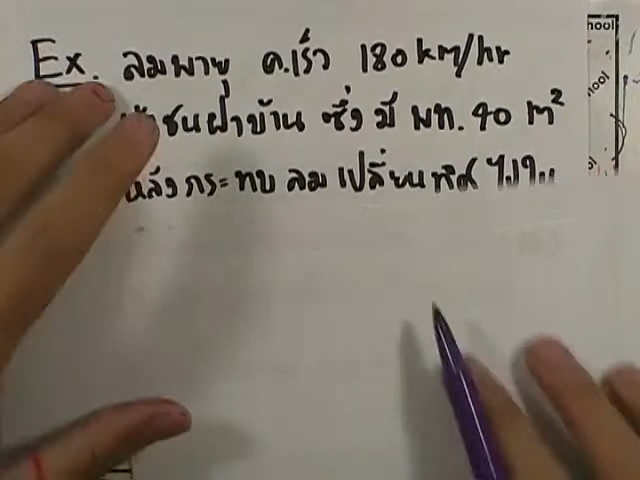 Ex. ลมพายุ ค.เร็ว 180 km/hr
ชนฝาบ้าน ซึ่ง มี พท. 40 m²
หลังกระทบ ลม เปลี่ยนทิศ ไปใน
hool